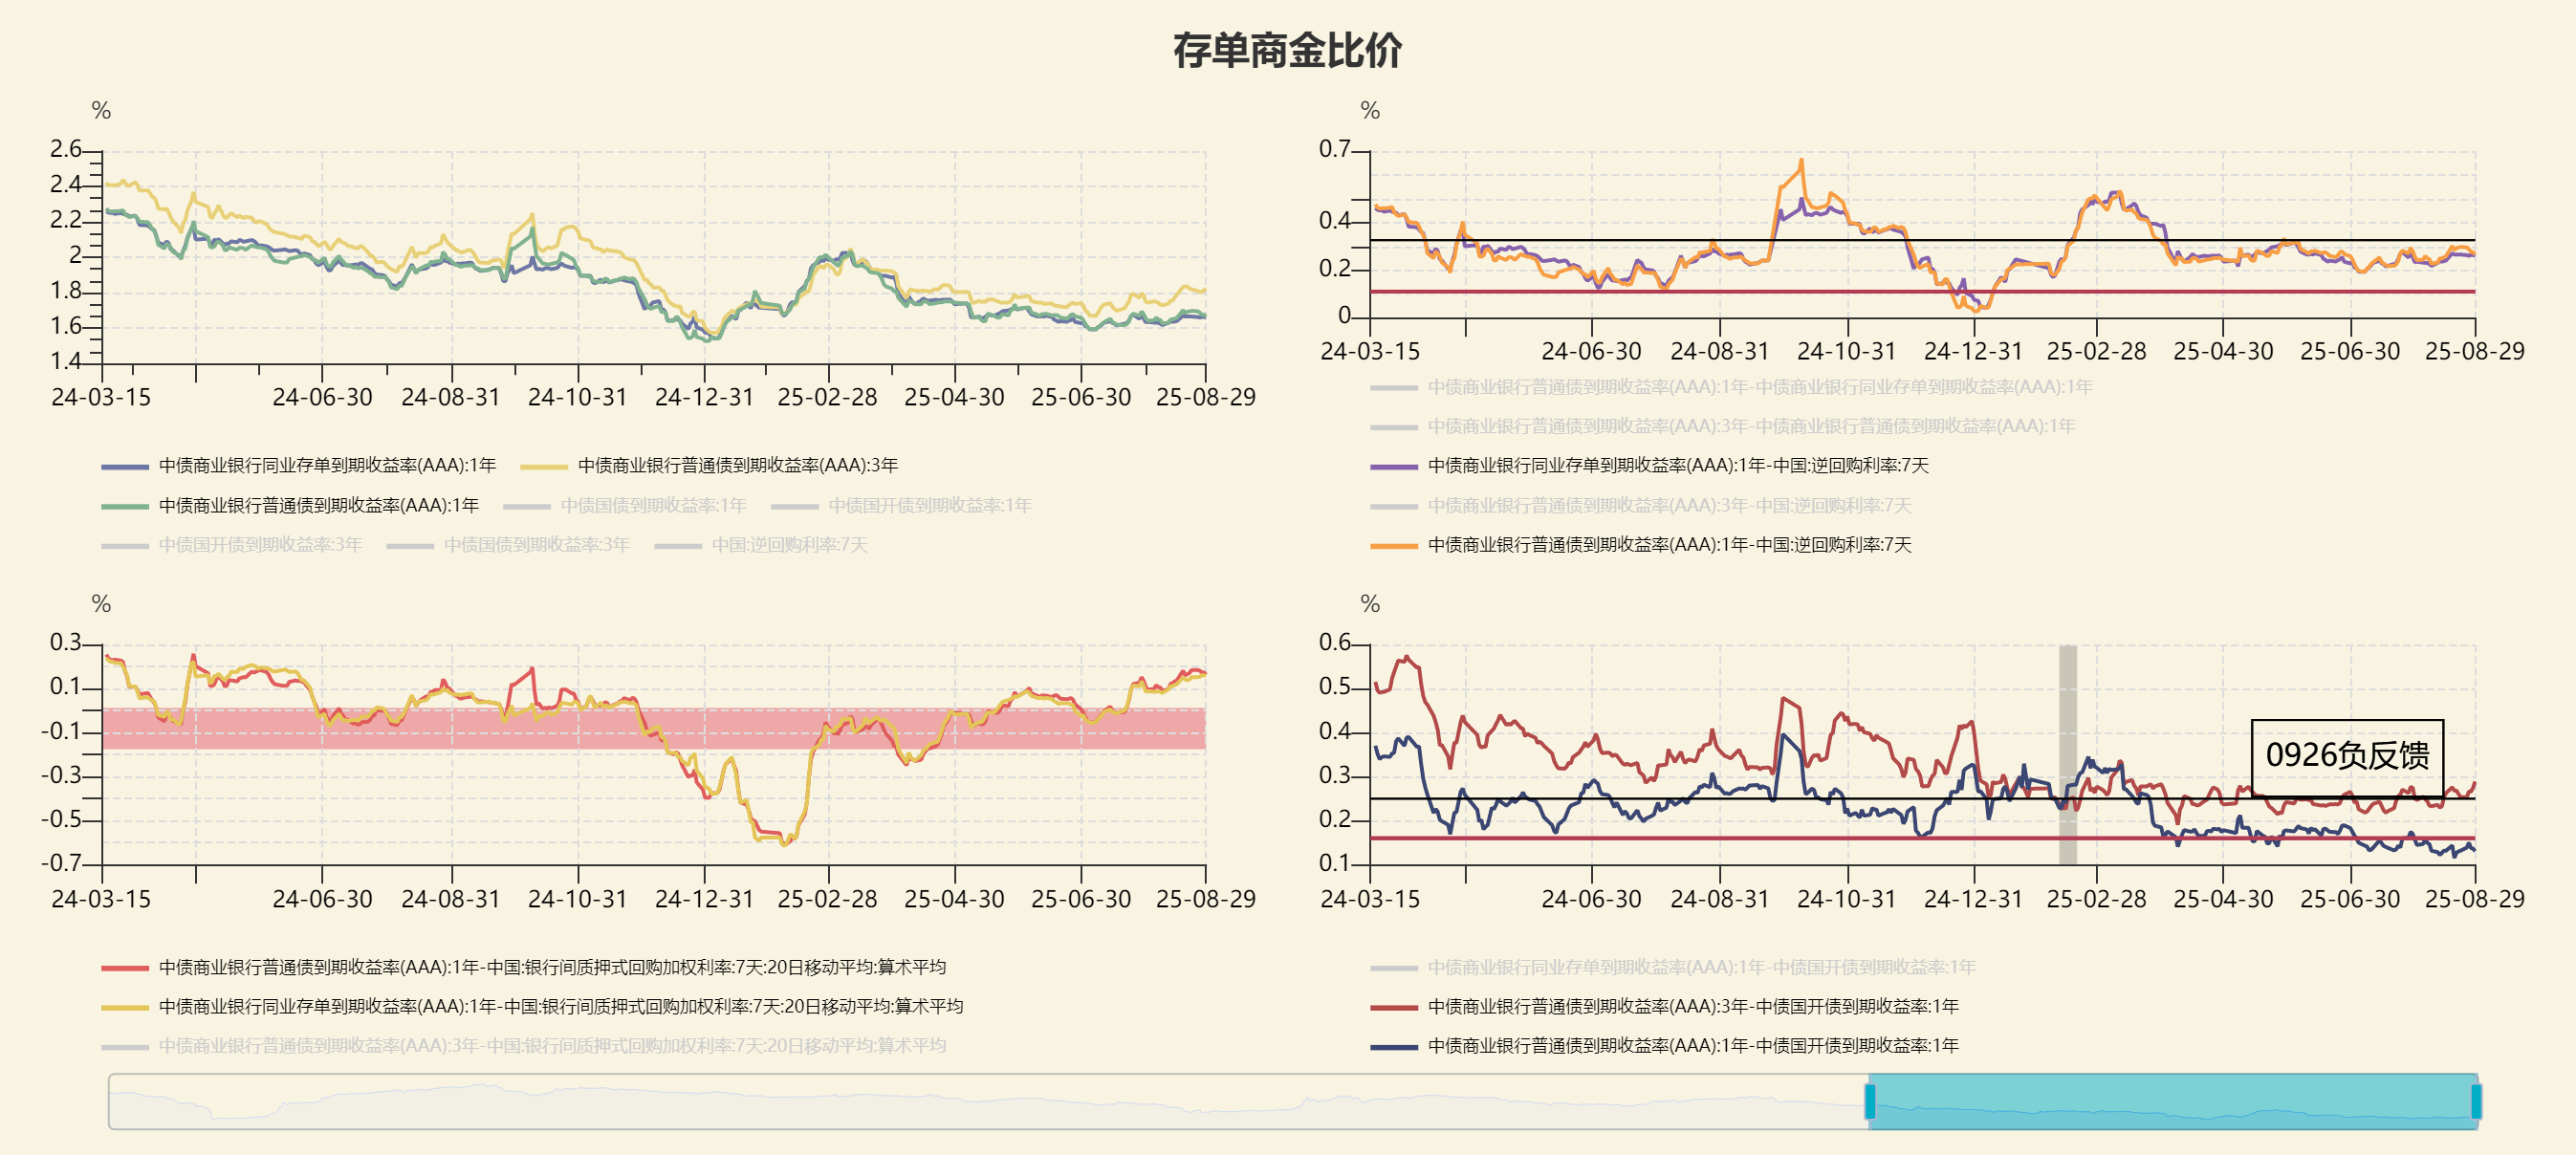 存单商金比价
%
2.6
2.4
2.2
2
1.8
1.6
1.4
24-03-15 24-06-30 24-08-31 24-10-31 24-12-31 25-02-28 25-04-30 25-06-30 25-08-29
中债商业银行同业存单到期收益率(AAA):1年 中债商业银行普通债到期收益率(AAA):3年
中债商业银行普通债到期收益率(AAA):1年 中债国债到期收益率:1年 中债国开债到期收益率:1年
中债国开债到期收益率:3年 中债国债到期收益率:3年 中国:逆回购利率:7天
%
0.7
0.4
0.2
0
24-03-15 24-06-30 24-08-31 24-10-31 24-12-31 25-02-28 25-04-30 25-06-30 25-08-29
中债商业银行普通债到期收益率(AAA):1年-中债商业银行同业存单到期收益率(AAA):1年
中债商业银行普通债到期收益率(AAA):3年-中债商业银行普通债到期收益率(AAA):1年
中债商业银行同业存单到期收益率(AAA):1年-中国:逆回购利率:7天
中债商业银行普通债到期收益率(AAA):3年-中国:逆回购利率:7天
中债商业银行普通债到期收益率(AAA):1年-中国:逆回购利率:7天
%
0.3
0.1
-0.1
-0.3
-0.5
-0.7
24-03-15 24-06-30 24-08-31 24-10-31 24-12-31 25-02-28 25-04-30 25-06-30 25-08-29
中债商业银行普通债到期收益率(AAA):1年-中国:银行间质押式回购加权利率:7天:20日移动平均:算术平均
中债商业银行同业存单到期收益率(AAA):1年-中国:银行间质押式回购加权利率:7天:20日移动平均:算术平均
中债商业银行普通债到期收益率(AAA):3年-中国:银行间质押式回购加权利率:7天:20日移动平均:算术平均
%
0.6
0.5
0.4
0.3
0.2
0.1
0926负反馈
24-03-15 24-06-30 24-08-31 24-10-31 24-12-31 25-02-28 25-04-30 25-06-30 25-08-29
中债商业银行同业存单到期收益率(AAA):1年-中债国开债到期收益率:1年
中债商业银行普通债到期收益率(AAA):3年-中债国开债到期收益率:1年
中债商业银行普通债到期收益率(AAA):1年-中债国开债到期收益率:1年